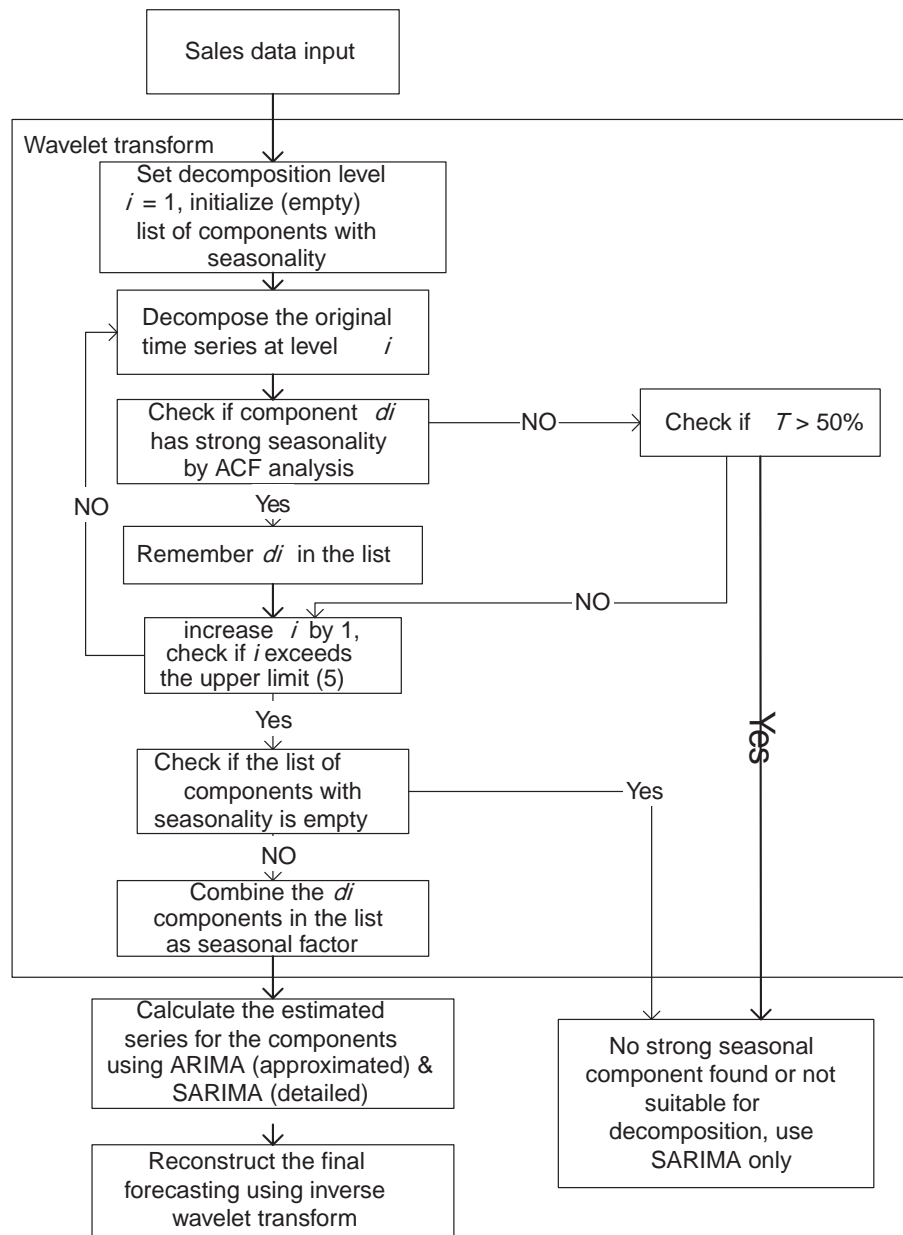 Sales data input
Wavelet transform
Set decomposition level
i = 1, initialize (empty)
list of components with
seasonality
Decompose the original
time series at level i
Check if component di
has strong seasonality
by ACF analysis
NO
Check if T > 50%
NO
Yes
Remember di in the list
NO
increase i by 1,
check if i exceeds
the upper limit (5)
Yes
Yes
Check if the list of
components with
seasonality is empty
Yes
NO
Combine the di
components in the list
as seasonal factor
Calculate the estimated
series for the components
using ARIMA (approximated) &
SARIMA (detailed)
No strong seasonal
component found or not
suitable for
decomposition, use
SARIMA only
Reconstruct the final
forecasting using inverse
wavelet transform